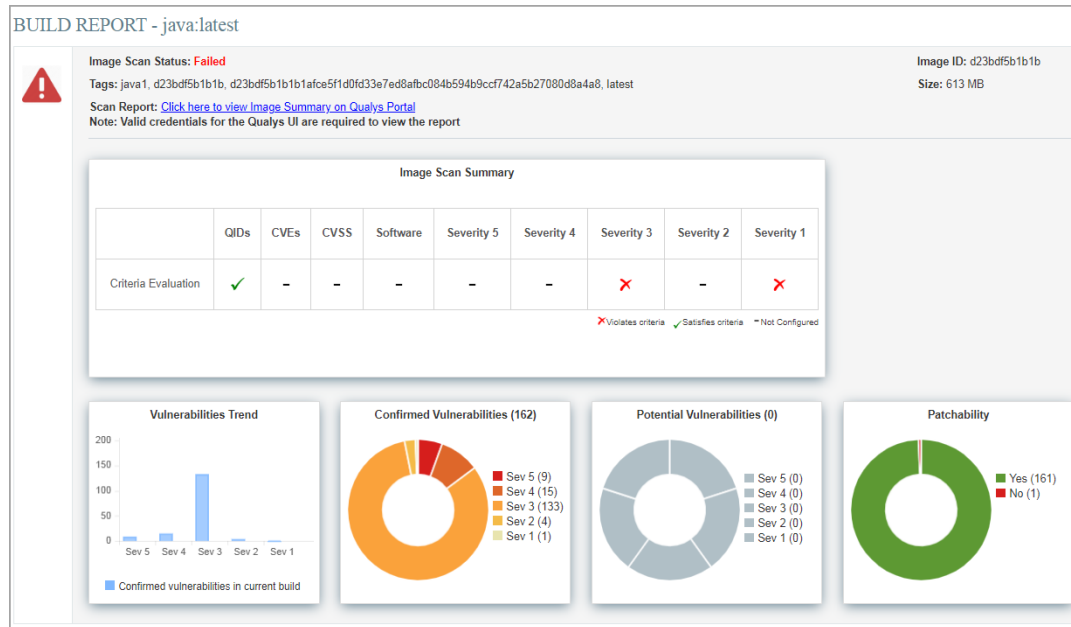 BUILD REPORT - java:latest
Image Scan Status: Failed
Image ID: d23bdf5b1b1b
Tags: java1, d23bdf5b1b1b, d23bdf5b1b1b1afce5f1d0fd33e7ed8afbc084b594b9ccf742a5b27080d8a4a8, latest
Size: 613 MB
Scan Report: Click here to view Image Summary on Qualys Portal
Note: Valid credentials for the Qualys UI are required to view the report
Image Scan Summary
QIDs CVEs CVSS Software Severity 5 Severity 4 Severity 3 Severity 2 Severity 1
Criteria Evaluation ✓ - - - - - ✗ - ✗
✗Violates criteria ✓Satisfies criteria - Not Configured
Vulnerabilities Trend
200
150
100
50
0
Sev 5 Sev 4 Sev 3 Sev 2 Sev 1
Confirmed vulnerabilities in current build
Confirmed Vulnerabilities (162)
Sev 5 (9)
Sev 4 (15)
Sev 3 (133)
Sev 2 (4)
Sev 1 (1)
Potential Vulnerabilities (0)
Sev 5 (0)
Sev 4 (0)
Sev 3 (0)
Sev 2 (0)
Sev 1 (0)
Patchability
Yes (161)
No (1)